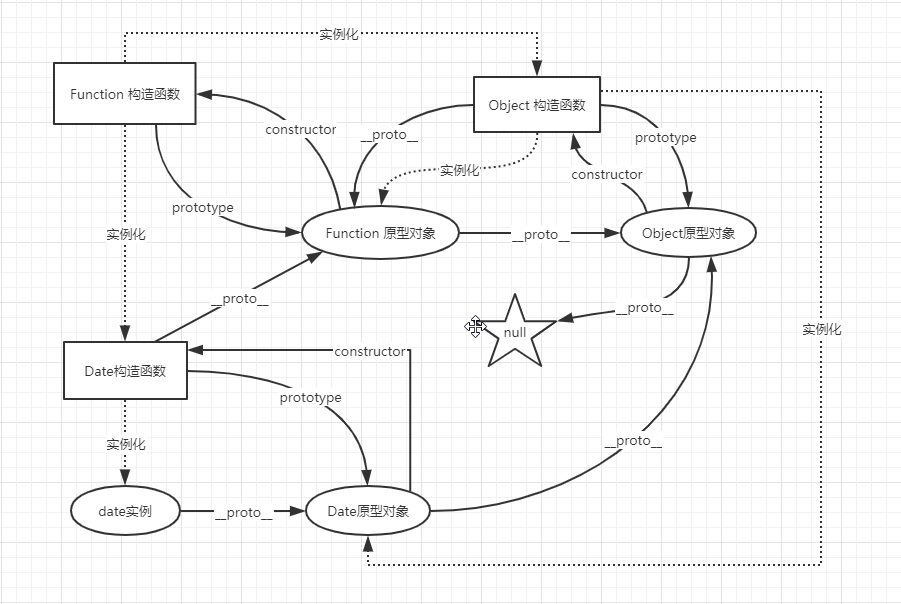 实例化
Function 构造函数
Object 构造函数
constructor
__proto__
prototype
实例化
constructor
prototype
实例化
Function 原型对象
__proto__
Object原型对象
__proto__
__proto__
null
实例化
constructor
Date构造函数
prototype
实例化
__proto__
date实例
__proto__
Date原型对象